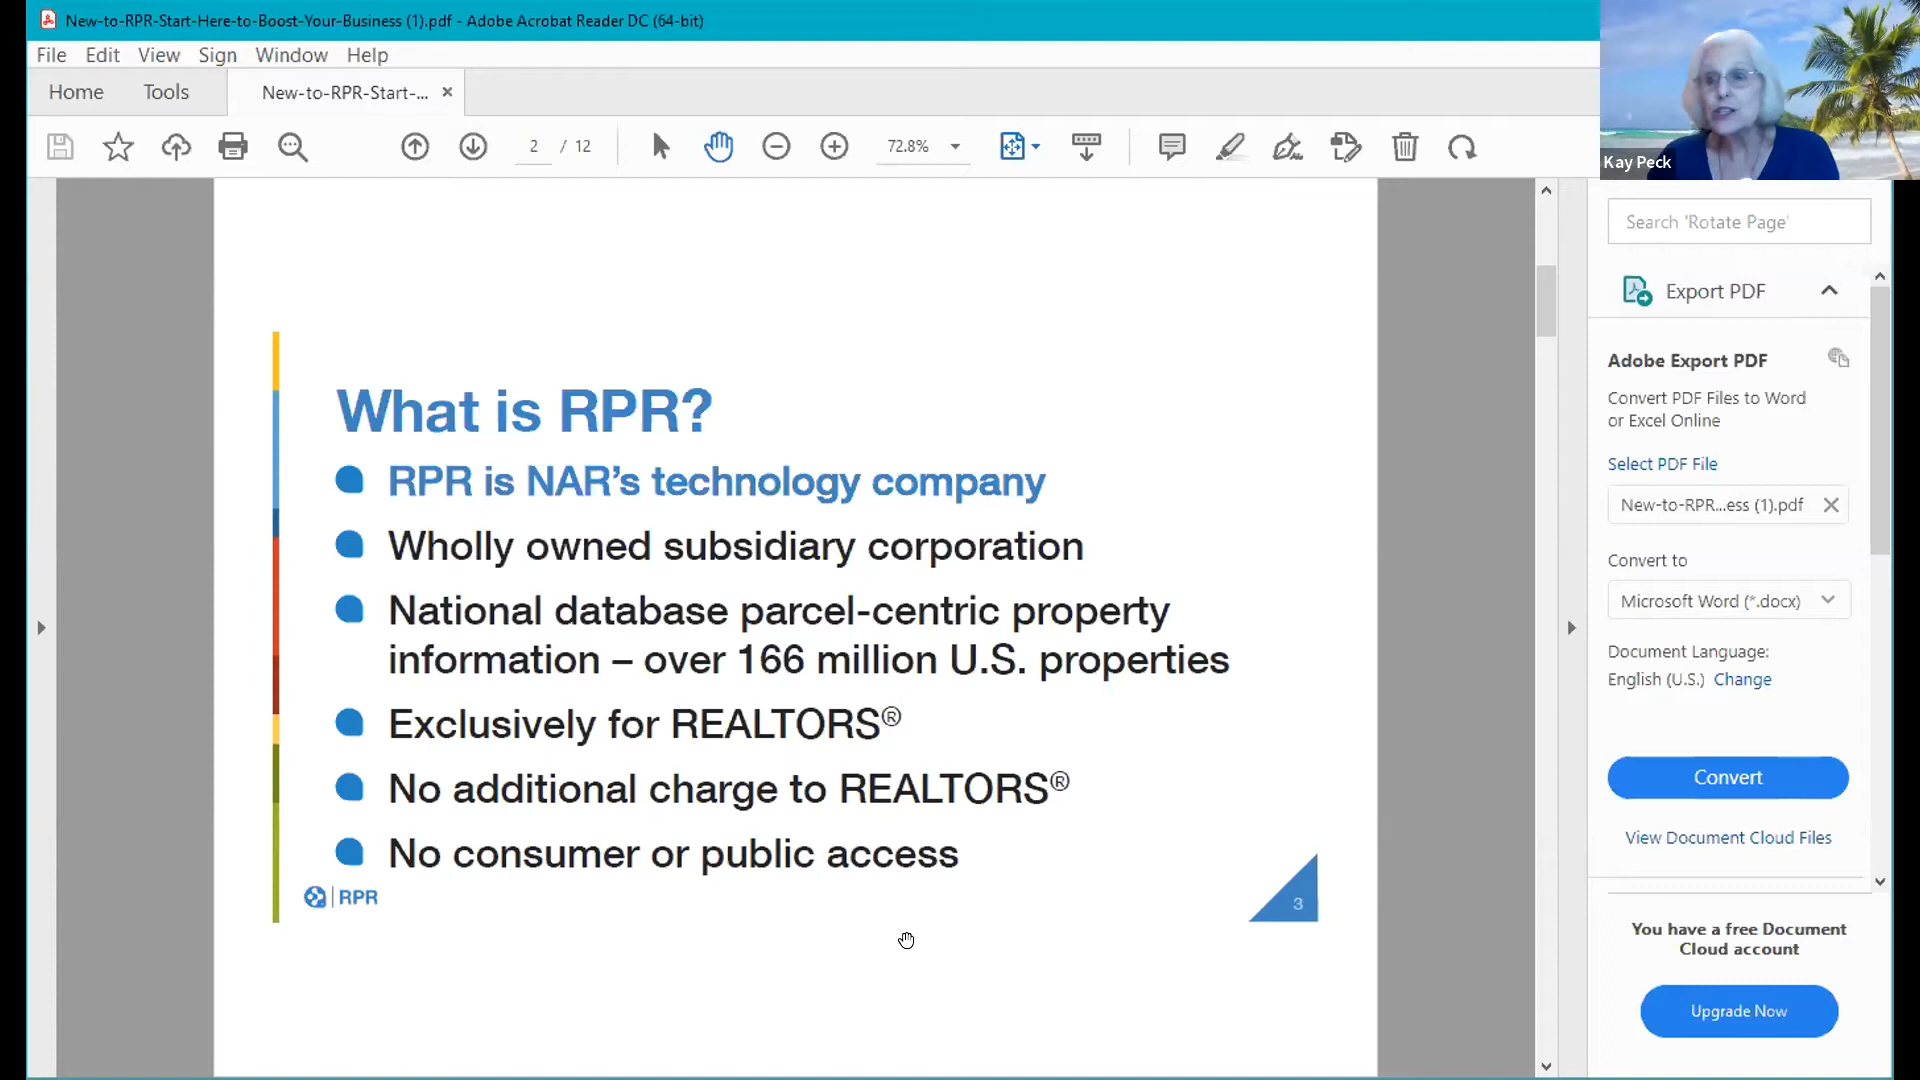 New-to-RPR-Start-Here-to-Boost-Your-Business (1).pdf - Adobe Acrobat Reader DC (64-bit)
File Edit View Sign Window Help
Home Tools New-to-RPR-Start-... ×
2 / 12 72.8%
Kay Peck
Search 'Rotate Page'
Export PDF
Adobe Export PDF
Convert PDF Files to Word
or Excel Online
Select PDF File
New-to-RPR...ess (1).pdf
Convert to
Microsoft Word (*.docx)
Document Language:
English (U.S.) Change
Convert
View Document Cloud Files
You have a free Document
Cloud account
Upgrade Now
What is RPR?
RPR is NAR’s technology company
Wholly owned subsidiary corporation
National database parcel-centric property
information – over 166 million U.S. properties
Exclusively for REALTORS®
No additional charge to REALTORS®
No consumer or public access
RPR
3